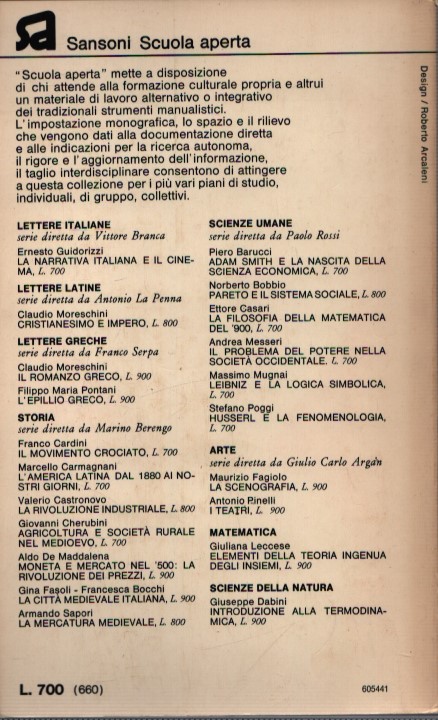 sa Sansoni Scuola aperta
"Scuola aperta" mette a disposizione
di chi attende alla formazione culturale propria e altrui
un materiale di lavoro alternativo o integrativo
dei tradizionali strumenti manualistici.
L'impostazione monografica, lo spazio e il rilievo
che vengono dati alla documentazione diretta
e alle indicazioni per la ricerca autonoma,
il rigore e l'aggiornamento dell'informazione,
il taglio interdisciplinare consentono di attingere
a questa collezione per i più vari piani di studio,
individuali, di gruppo, collettivi.
Design / Roberto Arcaleni
LETTERE ITALIANE
serie diretta da Vittore Branca
Ernesto Guidorizzi
LA NARRATIVA ITALIANA E IL CINE-
MA, L. 700
LETTERE LATINE
serie diretta da Antonio La Penna
Claudio Moreschini
CRISTIANESIMO E IMPERO, L. 800
LETTERE GRECHE
serie diretta da Franco Serpa
Claudio Moreschini
IL ROMANZO GRECO, L. 900
Filippo Maria Pontani
L'EPILLIO GRECO, L. 900
STORIA
serie diretta da Marino Berengo
Franco Cardini
IL MOVIMENTO CROCIATO, L. 700
Marcello Carmagnani
L'AMERICA LATINA DAL 1880 AI NO-
STRI GIORNI, L. 700
Valerio Castronovo
LA RIVOLUZIONE INDUSTRIALE, L. 800
Giovanni Cherubini
AGRICOLTURA E SOCIETÀ RURALE
NEL MEDIOEVO, L. 700
Aldo De Maddalena
MONETA E MERCATO NEL '500: LA
RIVOLUZIONE DEI PREZZI, L. 900
Gina Fasoli - Francesca Bocchi
LA CITTÀ MEDIEVALE ITALIANA, L. 900
Armando Sapori
LA MERCATURA MEDIEVALE, L. 800
SCIENZE UMANE
serie diretta da Paolo Rossi
Piero Barucci
ADAM SMITH E LA NASCITA DELLA
SCIENZA ECONOMICA, L. 700
Norberto Bobbio
PARETO E IL SISTEMA SOCIALE, L. 800
Ettore Casari
LA FILOSOFIA DELLA MATEMATICA
DEL '900, L. 700
Andrea Messeri
IL PROBLEMA DEL POTERE NELLA
SOCIETÀ OCCIDENTALE. L. 700
Massimo Mugnai
LEIBNIZ E LA LOGICA SIMBOLICA,
L. 700
Stefano Poggi
HUSSERL E LA FENOMENOLOGIA,
L. 700
ARTE
serie diretta da Giulio Carlo Argan
Maurizio Fagiolo
LA SCENOGRAFIA, L. 900
Antonio Pinelli
I TEATRI, L. 900
MATEMATICA
Giuliana Leccese
ELEMENTI DELLA TEORIA INGENUA
DEGLI INSIEMI, L. 900
SCIENZE DELLA NATURA
Giuseppe Dabini
INTRODUZIONE ALLA TERMODINA-
MICA, L. 900
L. 700 (660)
605441